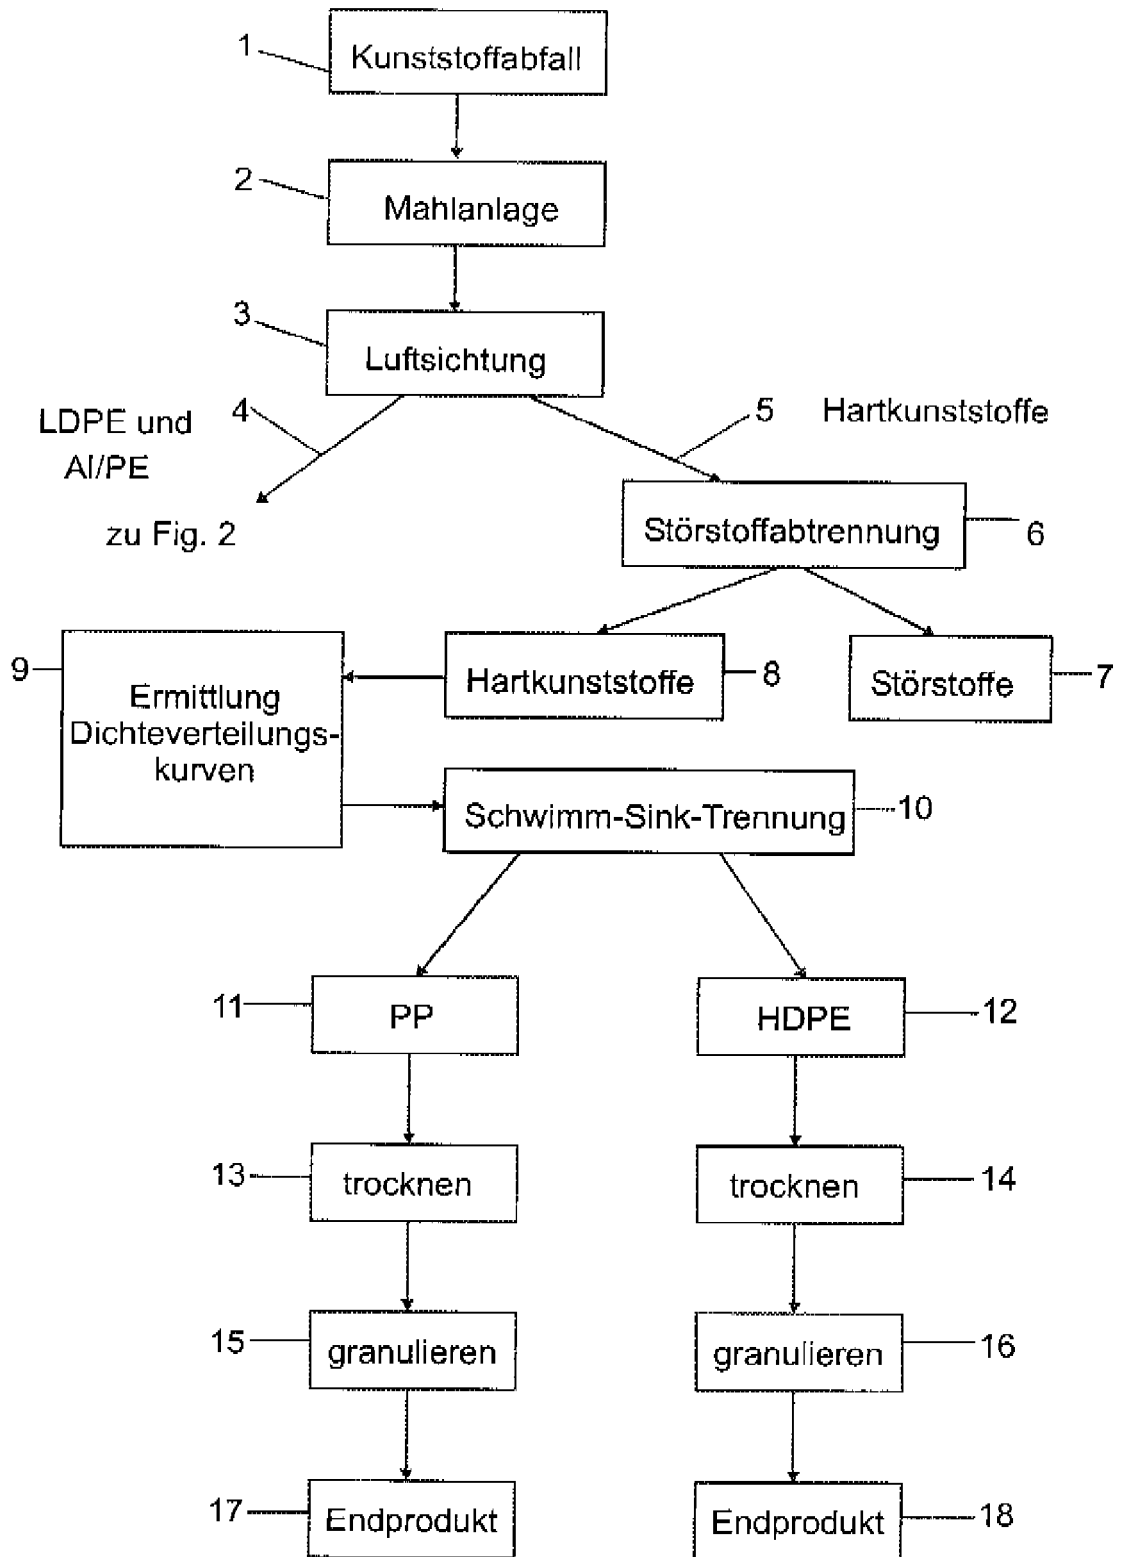 1
Kunststoffabfall
2
Mahlanlage
3
Luftsichtung
LDPE und
Al/PE
4
5
Hartkunststoffe
zu Fig. 2
Störstoffabtrennung
6
9
Ermittlung
Dichteverteilungs-
kurven
Hartkunststoffe
8
Störstoffe
7
Schwimm-Sink-Trennung
10
11
PP
HDPE
12
13
trocknen
trocknen
14
15
granulieren
granulieren
16
17
Endprodukt
Endprodukt
18